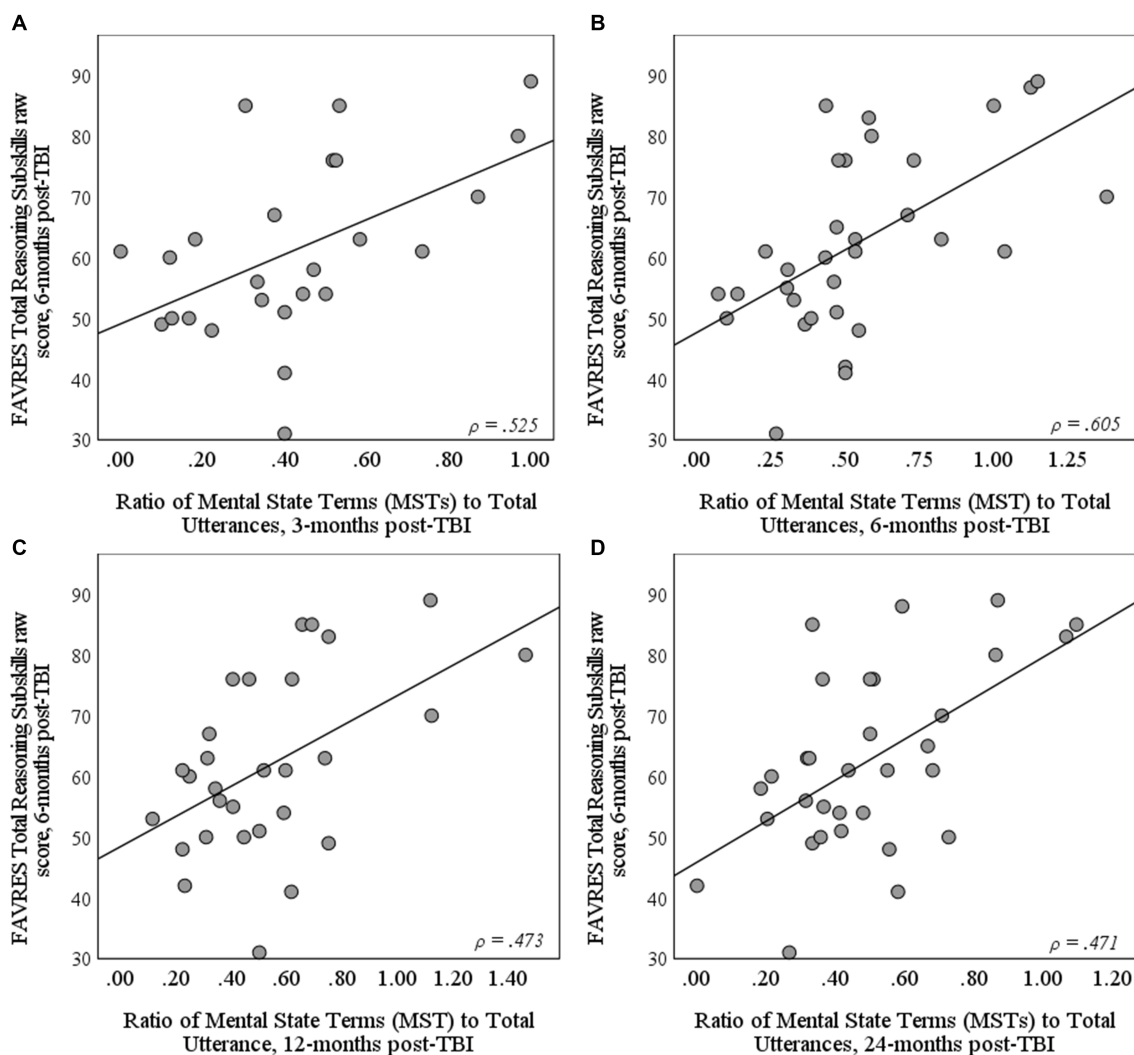 A
FAVRES Total Reasoning Subskills raw
score, 6-months post-TBI
90
80
70
60
50
40
30
ρ = .525
.00 .20 .40 .60 .80 1.00
Ratio of Mental State Terms (MSTs) to Total
Utterances, 3-months post-TBI
B
FAVRES Total Reasoning Subskills raw
score, 6-months post-TBI
90
80
70
60
50
40
30
ρ = .605
.00 .25 .50 .75 1.00 1.25
Ratio of Mental State Terms (MST) to Total
Utterances, 6-months post-TBI
C
FAVRES Total Reasoning Subskills raw
score, 6-months post-TBI
90
80
70
60
50
40
30
ρ = .473
.00 .20 .40 .60 .80 1.00 1.20 1.40
Ratio of Mental State Terms (MST) to Total
Utterance, 12-months post-TBI
D
FAVRES Total Reasoning Subskills raw
score, 6-months post-TBI
90
80
70
60
50
40
30
ρ = .471
.00 .20 .40 .60 .80 1.00 1.20
Ratio of Mental State Terms (MSTs) to Total
Utterances, 24-months post-TBI